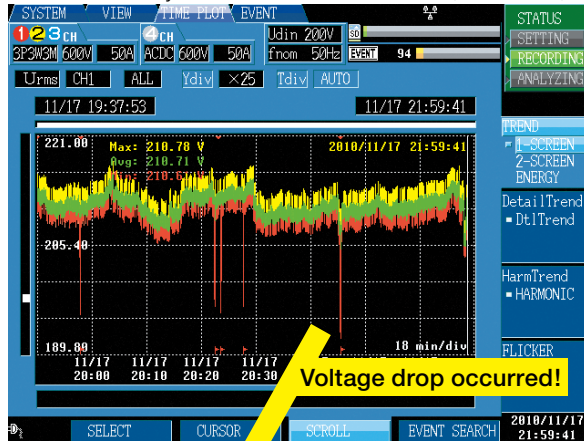 SYSTEM VIEW TIME PLOT EVENT
1 2 3 CH 4 CH Udin 200V SD
3P3W3M 600V 50A ACDC 600V 50A fnom 50Hz EVENT 94
Urms CH1 ALL Ydiv ×25 Tdiv AUTO
11/17 19:37:53 11/17 21:59:41
221.00 Max: 210.78 V 2010/11/17 21:59:41
Avg: 210.71 V
205.40
189.80 18 min/div
11/17 11/17 11/17 11/17
20:00 20:10 20:20 20:30
Voltage drop occurred!
SELECT CURSOR SCROLL EVENT SEARCH
STATUS
SETTING
RECORDING
ANALYZING
TREND
1-SCREEN
2-SCREEN
ENERGY
DetailTrend
DtlTrend
HarmTrend
HARMONIC
FLICKER
2010/11/17
21:59:41